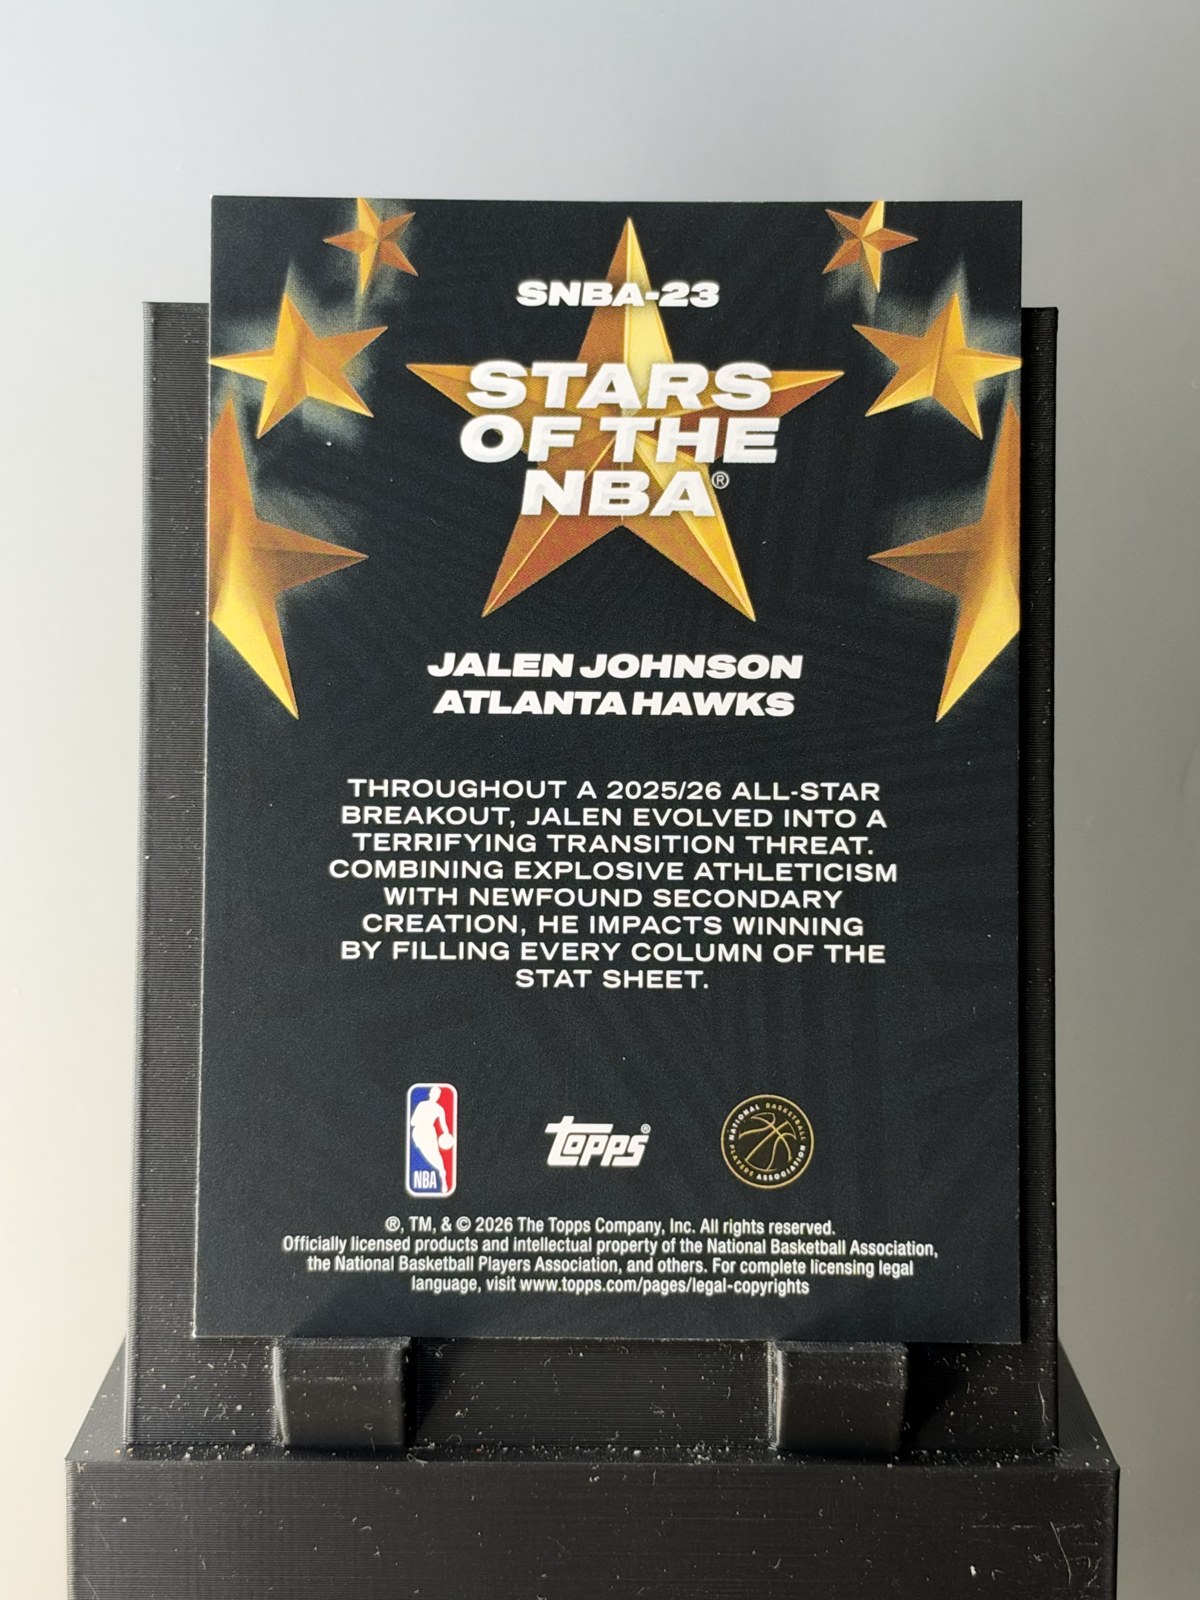 SNBA-23
STARS
OF THE
NBA®
JALEN JOHNSON
ATLANTA HAWKS
THROUGHOUT A 2025/26 ALL-STAR
BREAKOUT, JALEN EVOLVED INTO A
TERRIFYING TRANSITION THREAT.
COMBINING EXPLOSIVE ATHLETICISM
WITH NEWFOUND SECONDARY
CREATION, HE IMPACTS WINNING
BY FILLING EVERY COLUMN OF THE
STAT SHEET.
NBA
topps®
NATIONAL BASKETBALL
PLAYERS ASSOCIATION
®, TM, & © 2026 The Topps Company, Inc. All rights reserved.
Officially licensed products and intellectual property of the National Basketball Association,
the National Basketball Players Association, and others. For complete licensing legal
language, visit www.topps.com/pages/legal-copyrights